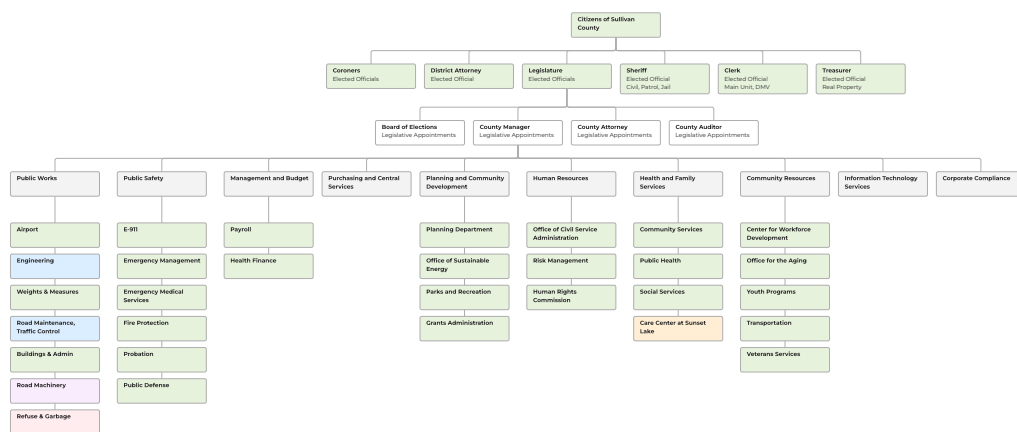 Citizens of Sullivan
County
Coroners
Elected Officials
District Attorney
Elected Official
Legislature
Elected Officials
Sheriff
Elected Official
Civil, Patrol, Jail
Clerk
Elected Official
Main Unit, DMV
Treasurer
Elected Official
Real Property
Board of Elections
Legislative Appointments
County Manager
Legislative Appointments
County Attorney
Legislative Appointments
County Auditor
Legislative Appointments
Public Works
Public Safety
Management and Budget
Purchasing and Central
Services
Planning and Community
Development
Human Resources
Health and Family
Services
Community Resources
Information Technology
Services
Corporate Compliance
Airport
Engineering
Weights & Measures
Road Maintenance,
Traffic Control
Buildings & Admin
Road Machinery
Refuse & Garbage
E-911
Emergency Management
Emergency Medical
Services
Fire Protection
Probation
Public Defense
Payroll
Health Finance
Planning Department
Office of Sustainable
Energy
Parks and Recreation
Grants Administration
Office of Civil Service
Administration
Risk Management
Human Rights
Commission
Community Services
Public Health
Social Services
Care Center at Sunset
Lake
Center for Workforce
Development
Office for the Aging
Youth Programs
Transportation
Veterans Services